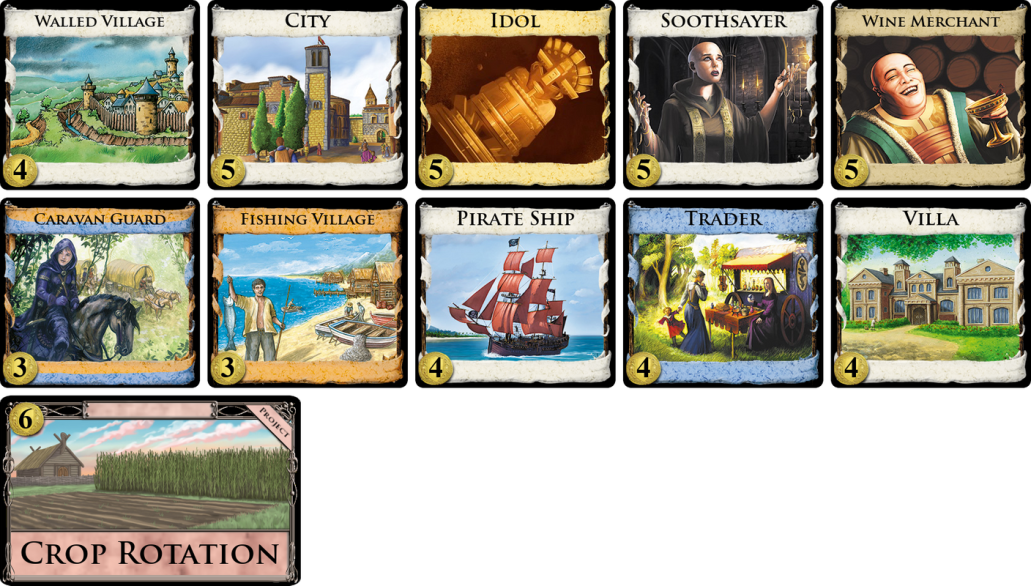 Walled Village
4
City
5
Idol
5
Soothsayer
5
Wine Merchant
5
Caravan Guard
3
Fishing Village
3
Pirate Ship
4
Trader
4
Villa
4
6
Project
Crop Rotation